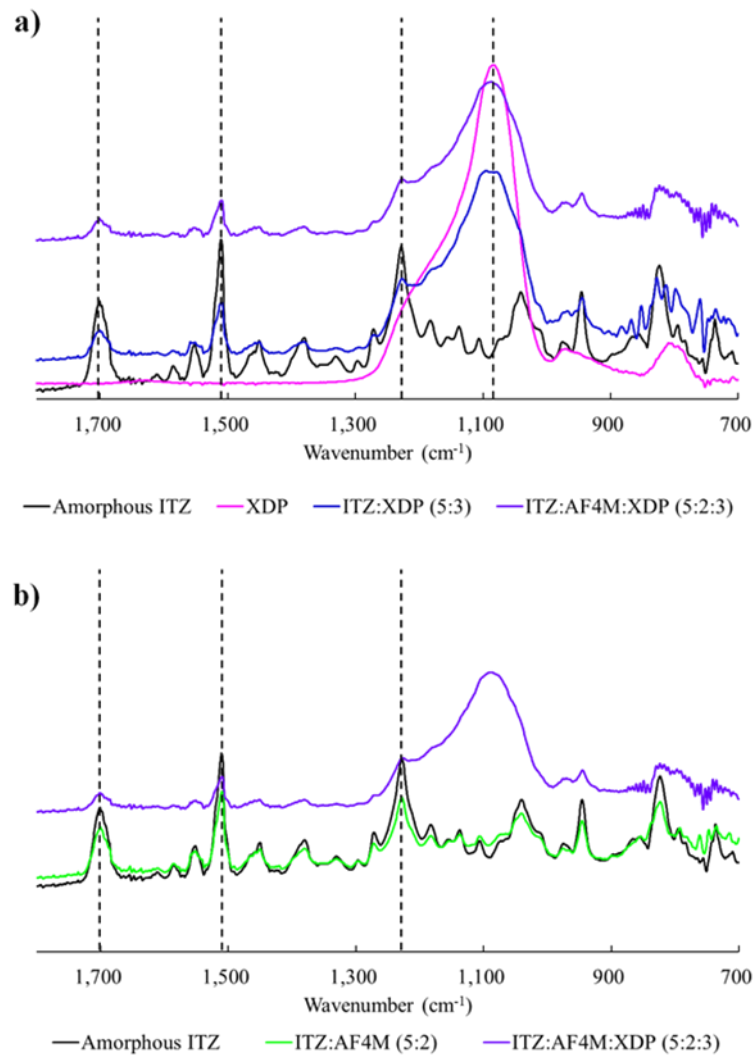 a)
1,700 1,500 1,300 1,100 900 700
Wavenumber (cm⁻¹)
Amorphous ITZ XDP ITZ:XDP (5:3) ITZ:AF4M:XDP (5:2:3)
b)
1,700 1,500 1,300 1,100 900 700
Wavenumber (cm⁻¹)
Amorphous ITZ ITZ:AF4M (5:2) ITZ:AF4M:XDP (5:2:3)